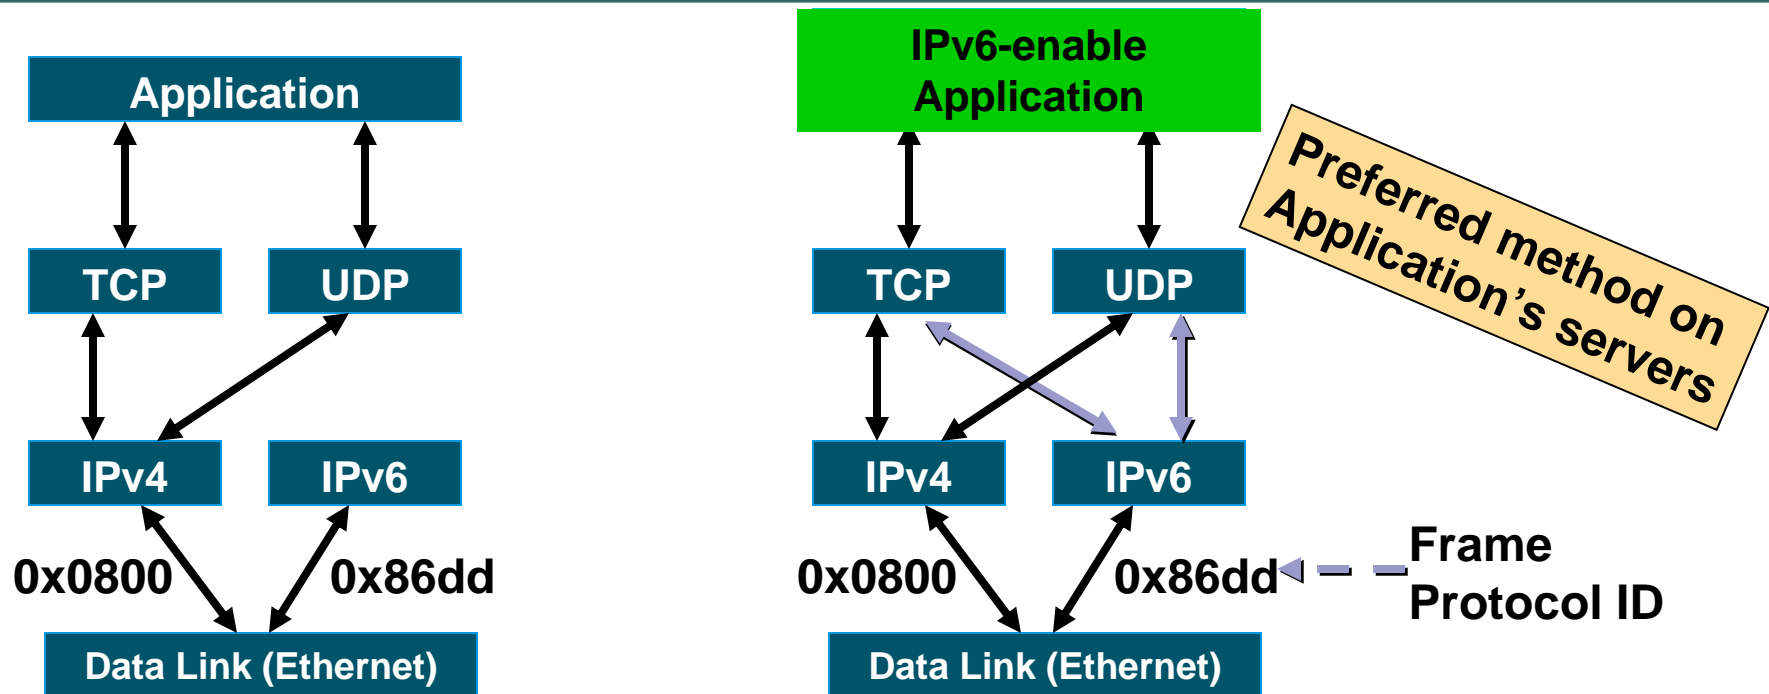 Application
TCP
UDP
IPv4
IPv6
0x0800
0x86dd
Data Link (Ethernet)
IPv6-enable
Application
TCP
UDP
IPv4
IPv6
0x0800
0x86dd
Data Link (Ethernet)
Preferred method on
Application’s servers
Frame
Protocol ID